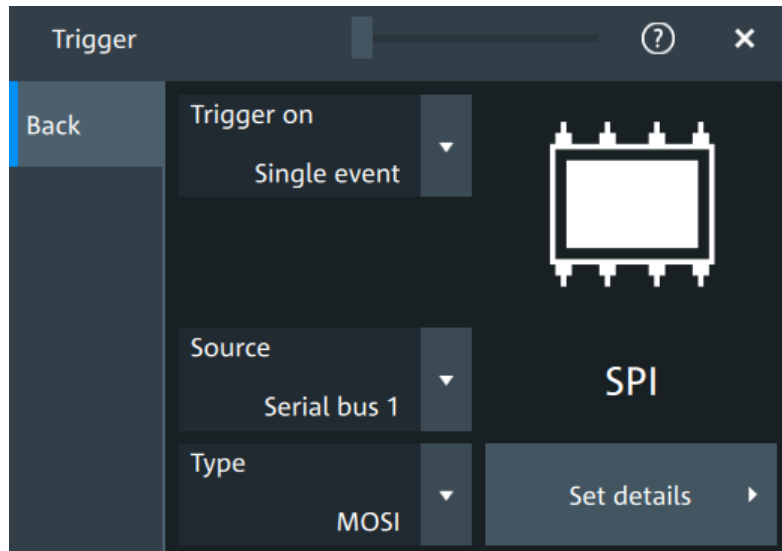 Trigger
?
Back
Trigger on
Single event
Source
Serial bus 1
SPI
Type
MOSI
Set details